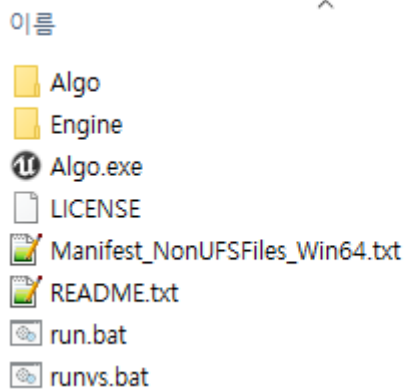 이름
Algo
Engine
Algo.exe
LICENSE
Manifest_NonUFSFiles_Win64.txt
README.txt
run.bat
runvs.bat